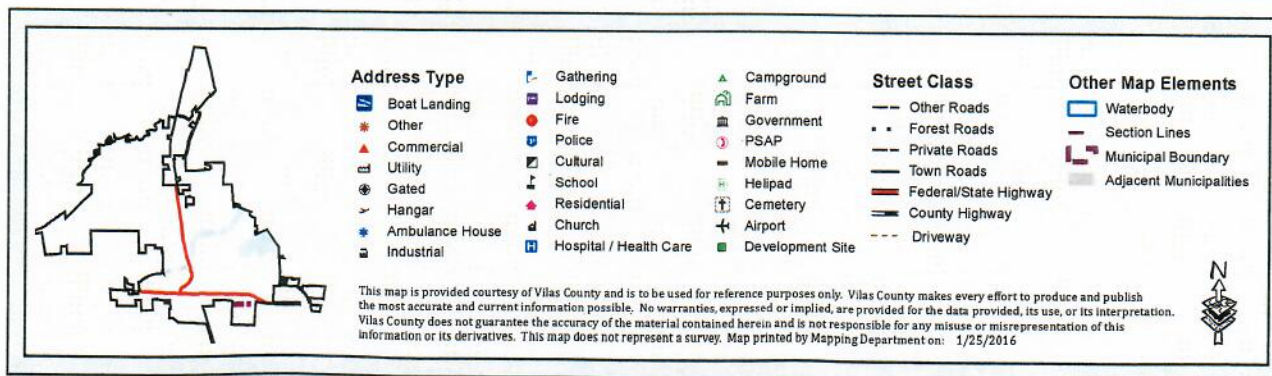 Address Type
Boat Landing
Other
Commercial
Utility
Gated
Hangar
Ambulance House
Industrial
Gathering
Lodging
Fire
Police
Cultural
School
Residential
Church
Hospital / Health Care
Campground
Farm
Government
PSAP
Mobile Home
Helipad
Cemetery
Airport
Development Site
Street Class
Other Roads
Forest Roads
Private Roads
Town Roads
Federal/State Highway
County Highway
Driveway
Other Map Elements
Waterbody
Section Lines
Municipal Boundary
Adjacent Municipalities
This map is provided courtesy of Vilas County and is to be used for reference purposes only. Vilas County makes every effort to produce and publish
the most accurate and current information possible. No warranties, expressed or implied, are provided for the data provided, its use, or its interpretation.
Vilas County does not guarantee the accuracy of the material contained herein and is not responsible for any misuse or misrepresentation of this
information or its derivatives. This map does not represent a survey. Map printed by Mapping Department on: 1/25/2016
N